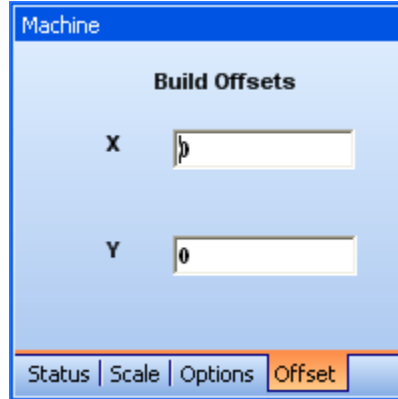 Machine
Build Offsets
X 0
Y 0
Status | Scale | Options Offset